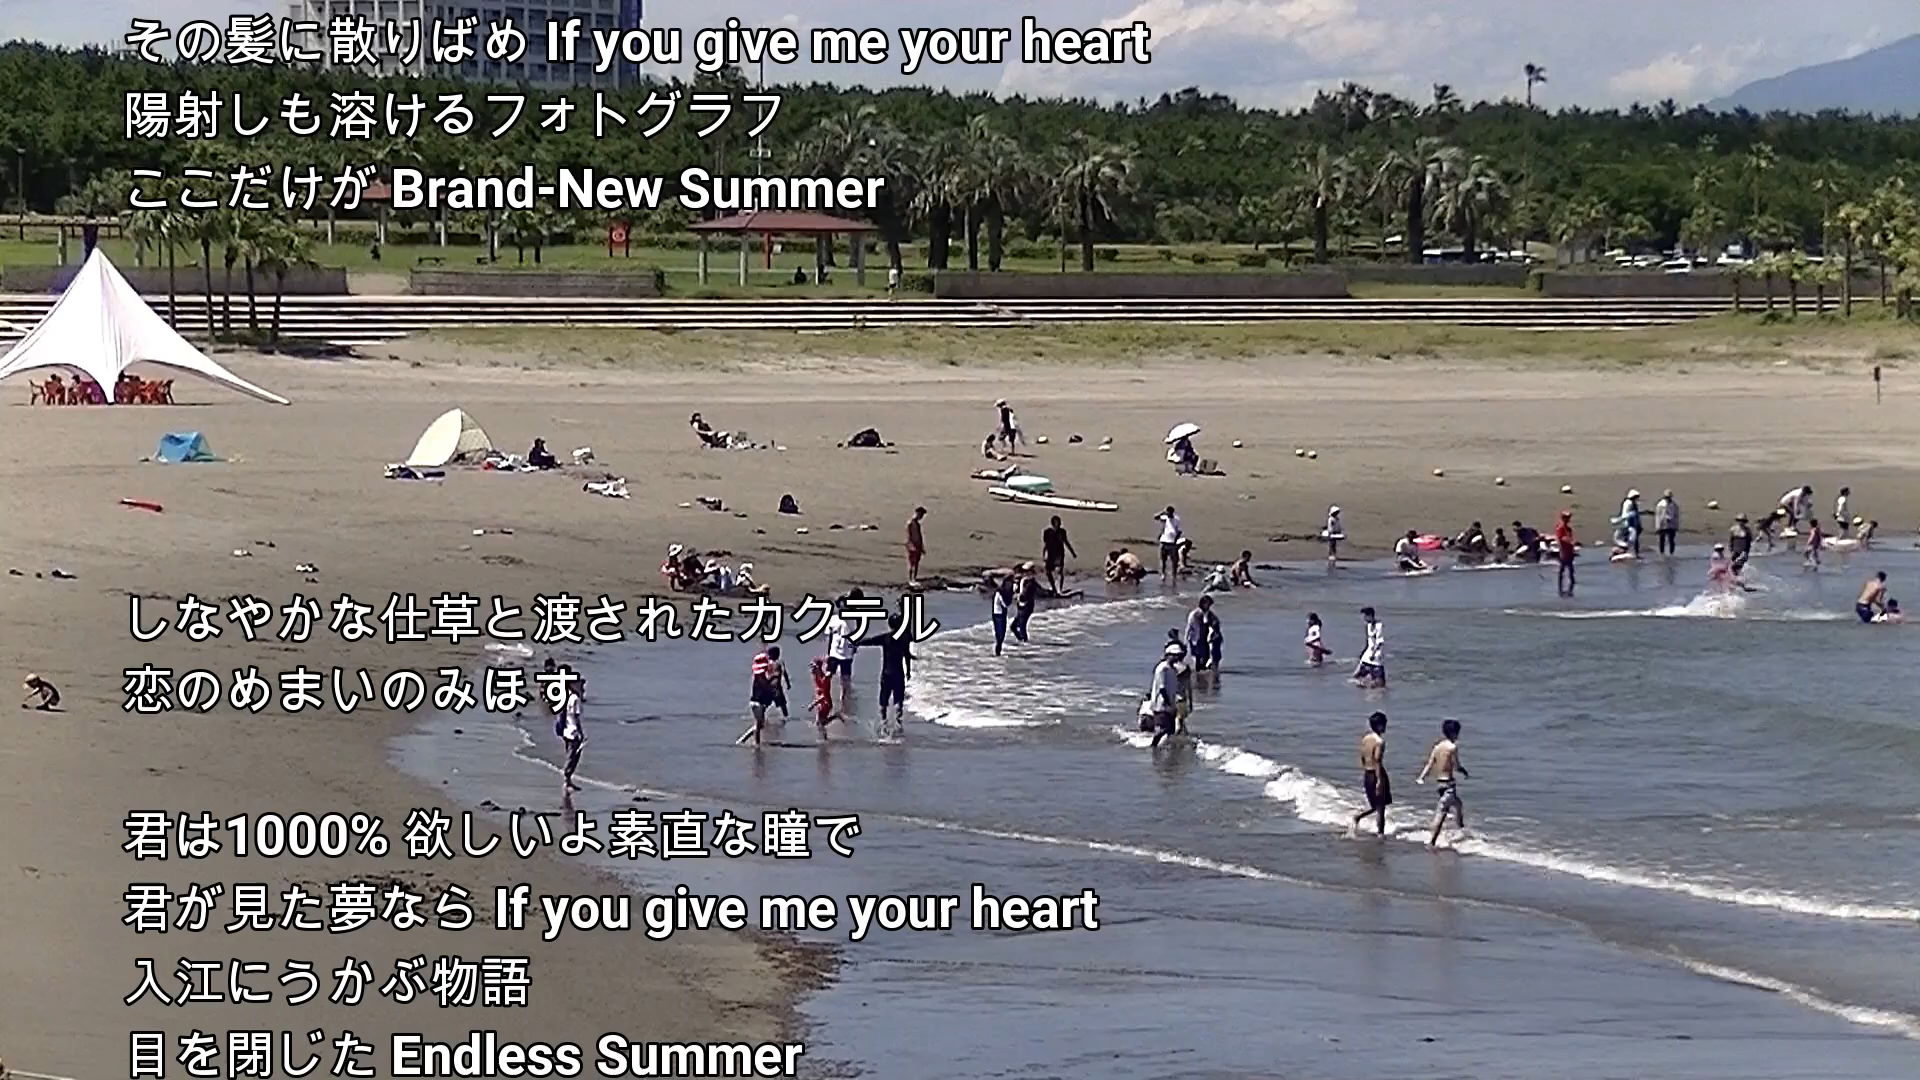 その髪に散りばめ If you give me your heart
陽射しも溶けるフォトグラフ
ここだけが Brand-New Summer
しなやかな仕草と渡されたカクテル
恋のめまいのみほす
君は1000% 欲しいよ素直な瞳で
君が見た夢なら If you give me your heart
入江にうかぶ物語
目を閉じた Endless Summer